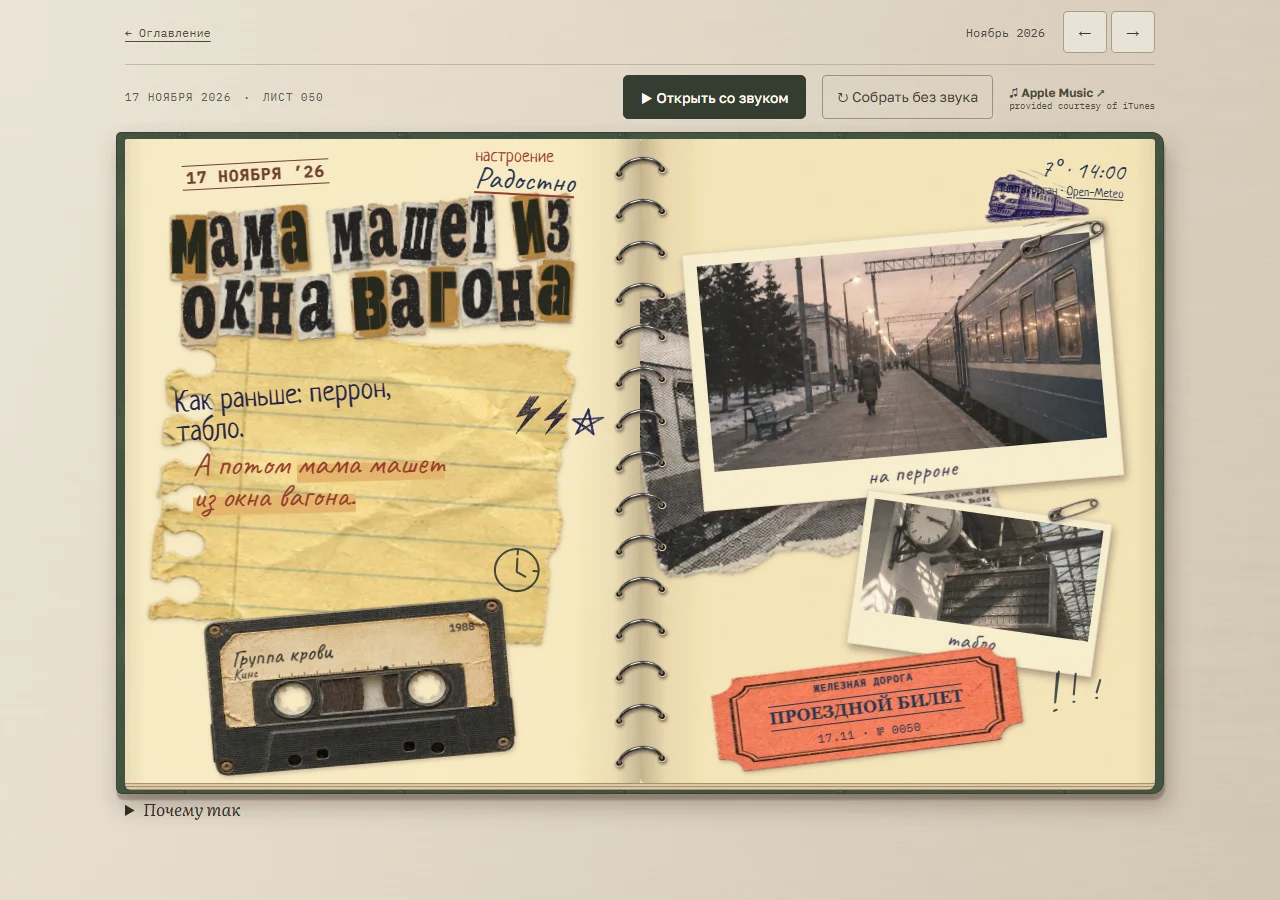 ← Оглавление
Ноябрь 2026
← →
17 НОЯБРЯ 2026 · ЛИСТ 050
▶ Открыть со звуком
↻ Собрать без звука
♫ Apple Music ↗
provided courtesy of iTunes
17 НОЯБРЯ ’26
настроение
Радостно
мама машет из
окна вагона
Как раньше: перрон,
табло.
А потом мама машет
из окна вагона.
1988
Группа крови
Кино
7° · 14:00
Open-Meteo
на перроне
табло
! ! !
ЖЕЛЕЗНАЯ ДОРОГА
ПРОЕЗДНОЙ БИЛЕТ
17.11 · № 0050
▶ Почему так